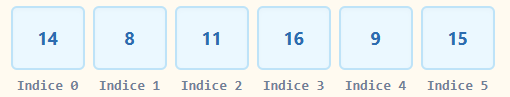 14 8 11 16 9 15
Indice 0 Indice 1 Indice 2 Indice 3 Indice 4 Indice 5